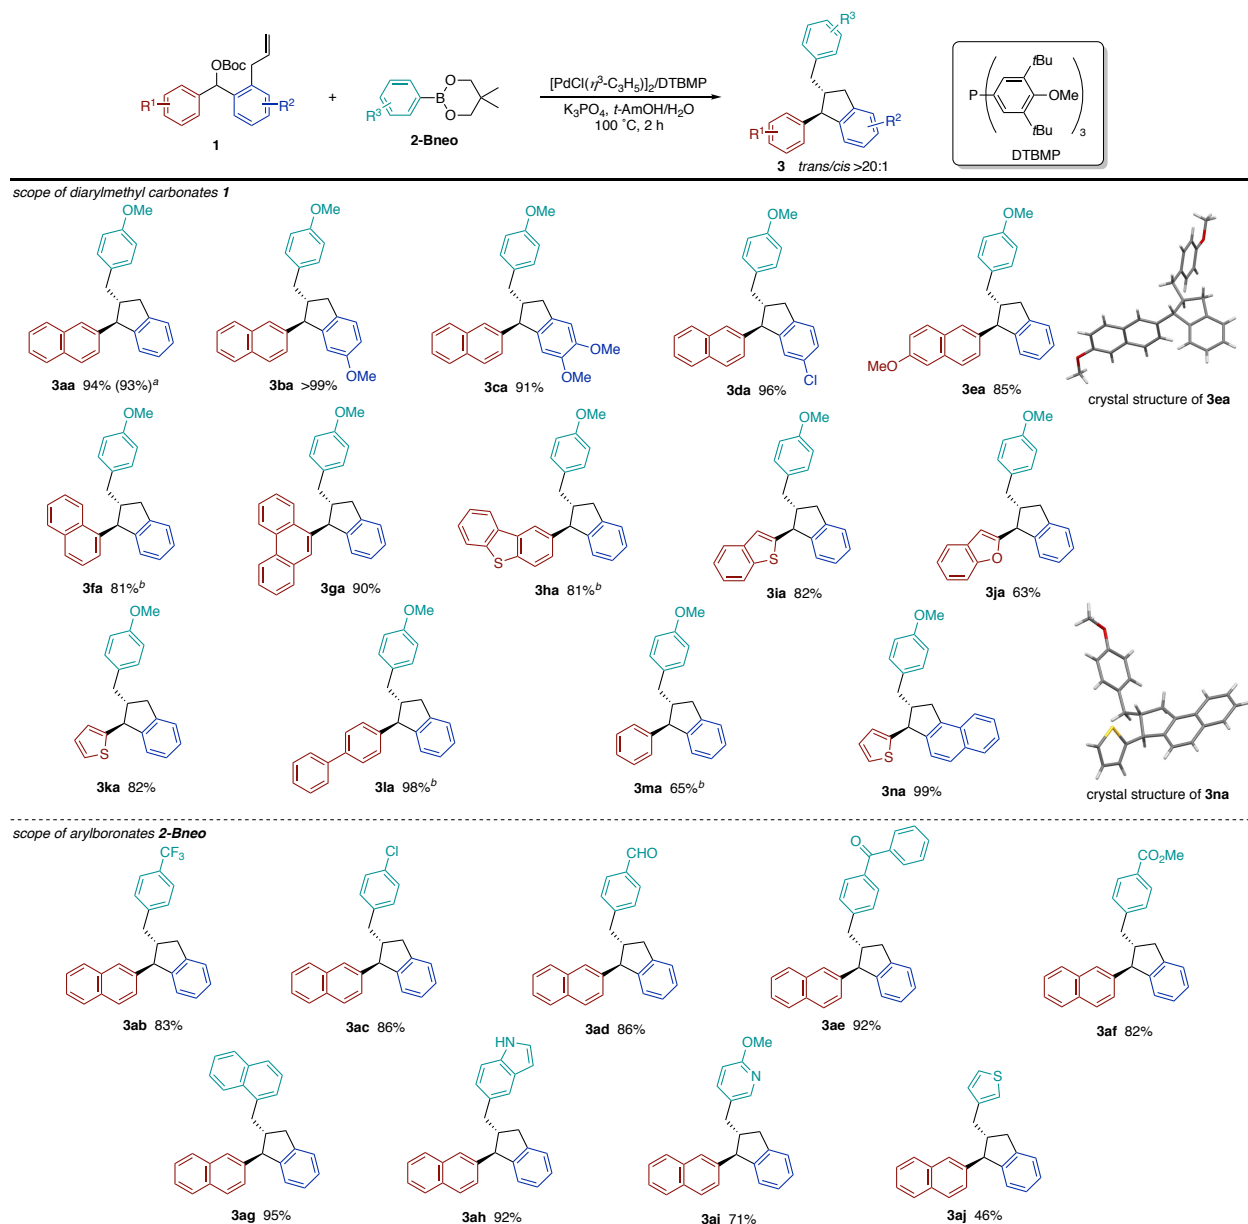 OBoc
R1
R2
1
+
R3
B
O
O
2-Bneo
[PdCl(η3-C3H5)]2/DTBMP
K3PO4, t-AmOH/H2O
100 ˚C, 2 h
R3
R1
R2
3 trans/cis >20:1
P
tBu
OMe
tBu
3
DTBMP
scope of diarylmethyl carbonates 1
OMe
3aa 94% (93%)a
OMe
OMe
3ba >99%
OMe
OMe
OMe
3ca 91%
OMe
Cl
3da 96%
OMe
MeO
3ea 85%
crystal structure of 3ea
OMe
3fa 81%b
OMe
3ga 90%
OMe
S
3ha 81%b
OMe
S
3ia 82%
OMe
O
3ja 63%
OMe
S
3ka 82%
OMe
3la 98%b
OMe
3ma 65%b
OMe
S
3na 99%
crystal structure of 3na
scope of arylboronates 2-Bneo
CF3
3ab 83%
Cl
3ac 86%
CHO
3ad 86%
O
3ae 92%
CO2Me
3af 82%
3ag 95%
HN
3ah 92%
OMe
N
3ai 71%
S
3aj 46%